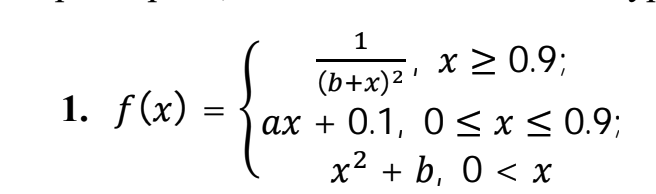 1. f(x) = { 1/(b+x)², x ≥ 0.9;
ax + 0.1, 0 ≤ x ≤ 0.9;
x² + b, 0 < x